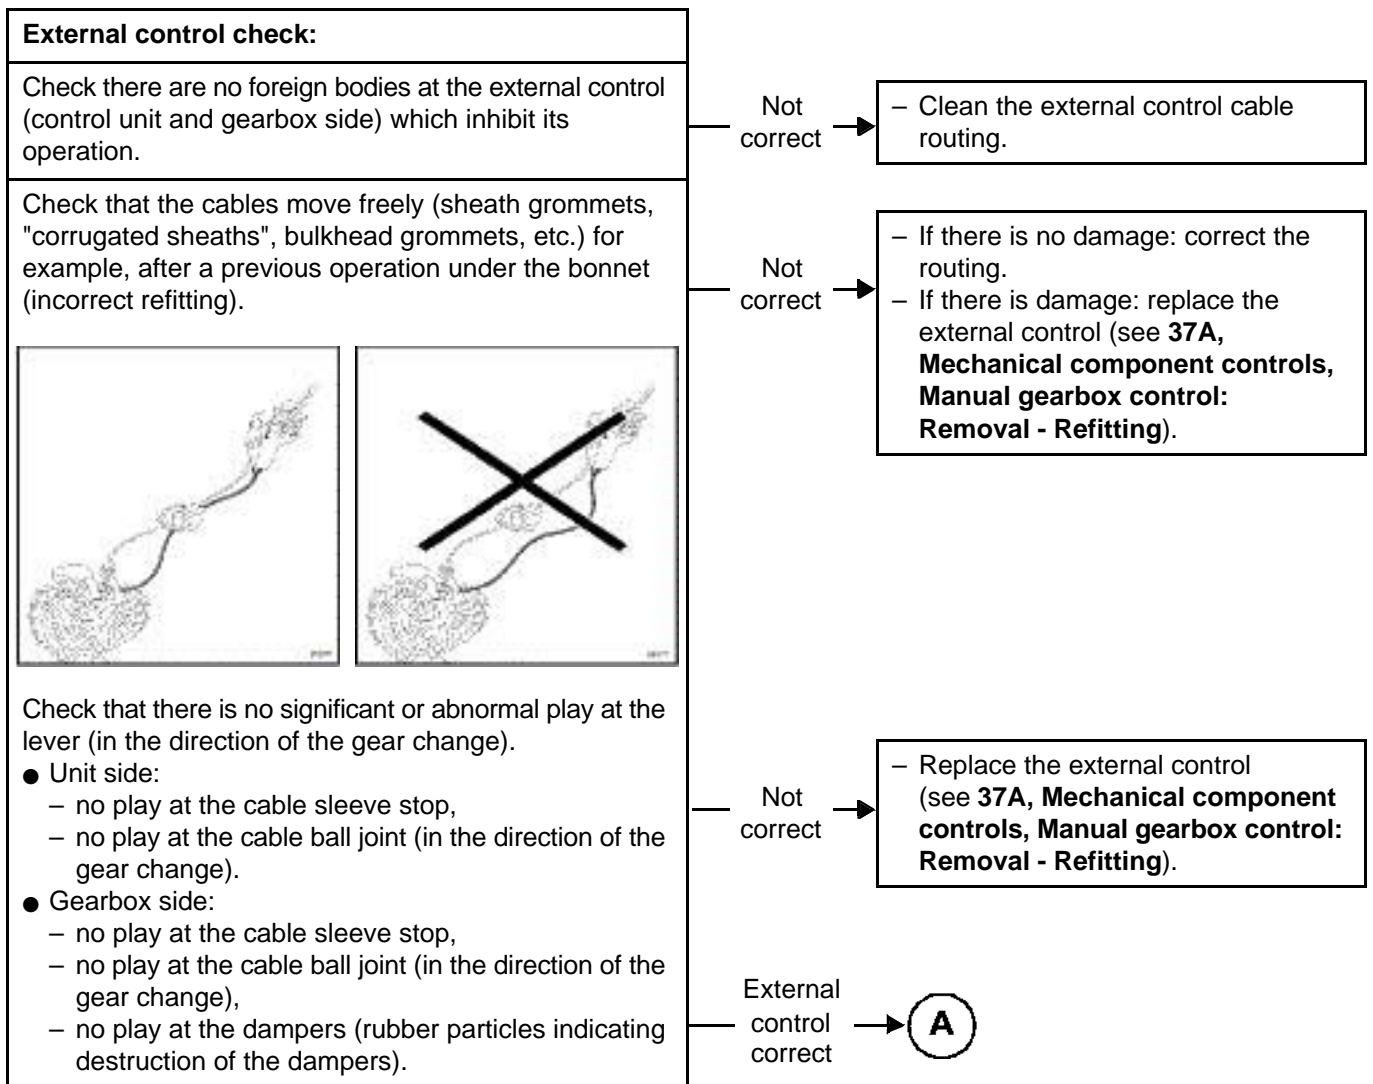 External control check:
Check there are no foreign bodies at the external control
(control unit and gearbox side) which inhibit its
operation.
Not
correct
– Clean the external control cable
routing.
Check that the cables move freely (sheath grommets,
"corrugated sheaths", bulkhead grommets, etc.) for
example, after a previous operation under the bonnet
(incorrect refitting).
Not
correct
– If there is no damage: correct the
routing.
– If there is damage: replace the
external control (see 37A,
Mechanical component controls,
Manual gearbox control:
Removal - Refitting).
Check that there is no significant or abnormal play at the
lever (in the direction of the gear change).
● Unit side:
– no play at the cable sleeve stop,
– no play at the cable ball joint (in the direction of the
gear change).
● Gearbox side:
– no play at the cable sleeve stop,
– no play at the cable ball joint (in the direction of the
gear change),
– no play at the dampers (rubber particles indicating
destruction of the dampers).
Not
correct
– Replace the external control
(see 37A, Mechanical component
controls, Manual gearbox control:
Removal - Refitting).
External
control
correct
A